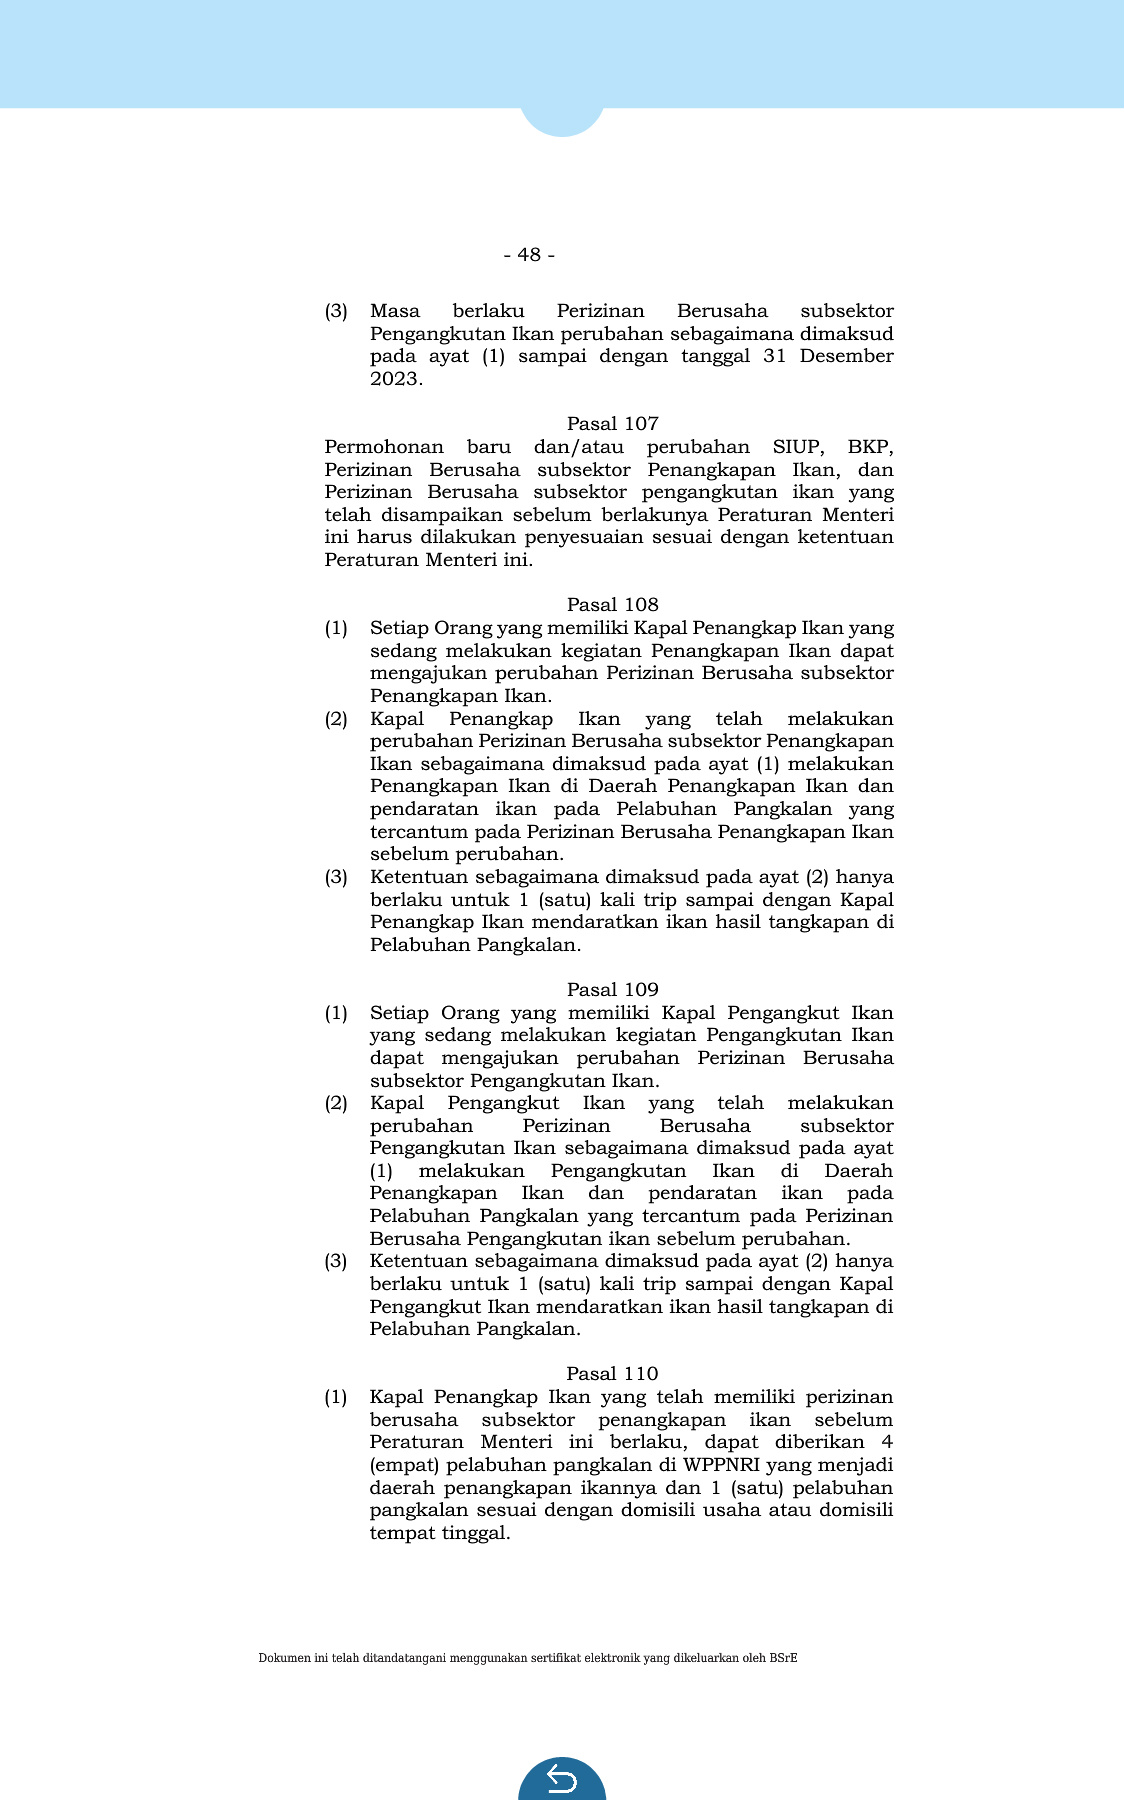 - 48 -
(3) Masa berlaku Perizinan Berusaha subsektor
Pengangkutan Ikan perubahan sebagaimana dimaksud
pada ayat (1) sampai dengan tanggal 31 Desember
2023.
Pasal 107
Permohonan baru dan/atau perubahan SIUP, BKP,
Perizinan Berusaha subsektor Penangkapan Ikan, dan
Perizinan Berusaha subsektor pengangkutan ikan yang
telah disampaikan sebelum berlakunya Peraturan Menteri
ini harus dilakukan penyesuaian sesuai dengan ketentuan
Peraturan Menteri ini.
Pasal 108
(1) Setiap Orang yang memiliki Kapal Penangkap Ikan yang
sedang melakukan kegiatan Penangkapan Ikan dapat
mengajukan perubahan Perizinan Berusaha subsektor
Penangkapan Ikan.
(2) Kapal Penangkap Ikan yang telah melakukan
perubahan Perizinan Berusaha subsektor Penangkapan
Ikan sebagaimana dimaksud pada ayat (1) melakukan
Penangkapan Ikan di Daerah Penangkapan Ikan dan
pendaratan ikan pada Pelabuhan Pangkalan yang
tercantum pada Perizinan Berusaha Penangkapan Ikan
sebelum perubahan.
(3) Ketentuan sebagaimana dimaksud pada ayat (2) hanya
berlaku untuk 1 (satu) kali trip sampai dengan Kapal
Penangkap Ikan mendaratkan ikan hasil tangkapan di
Pelabuhan Pangkalan.
Pasal 109
(1) Setiap Orang yang memiliki Kapal Pengangkut Ikan
yang sedang melakukan kegiatan Pengangkutan Ikan
dapat mengajukan perubahan Perizinan Berusaha
subsektor Pengangkutan Ikan.
(2) Kapal Pengangkut Ikan yang telah melakukan
perubahan Perizinan Berusaha subsektor
Pengangkutan Ikan sebagaimana dimaksud pada ayat
(1) melakukan Pengangkutan Ikan di Daerah
Penangkapan Ikan dan pendaratan ikan pada
Pelabuhan Pangkalan yang tercantum pada Perizinan
Berusaha Pengangkutan ikan sebelum perubahan.
(3) Ketentuan sebagaimana dimaksud pada ayat (2) hanya
berlaku untuk 1 (satu) kali trip sampai dengan Kapal
Pengangkut Ikan mendaratkan ikan hasil tangkapan di
Pelabuhan Pangkalan.
Pasal 110
(1) Kapal Penangkap Ikan yang telah memiliki perizinan
berusaha subsektor penangkapan ikan sebelum
Peraturan Menteri ini berlaku, dapat diberikan 4
(empat) pelabuhan pangkalan di WPPNRI yang menjadi
daerah penangkapan ikannya dan 1 (satu) pelabuhan
pangkalan sesuai dengan domisili usaha atau domisili
tempat tinggal.
Dokumen ini telah ditandatangani menggunakan sertifikat elektronik yang dikeluarkan oleh BSrE